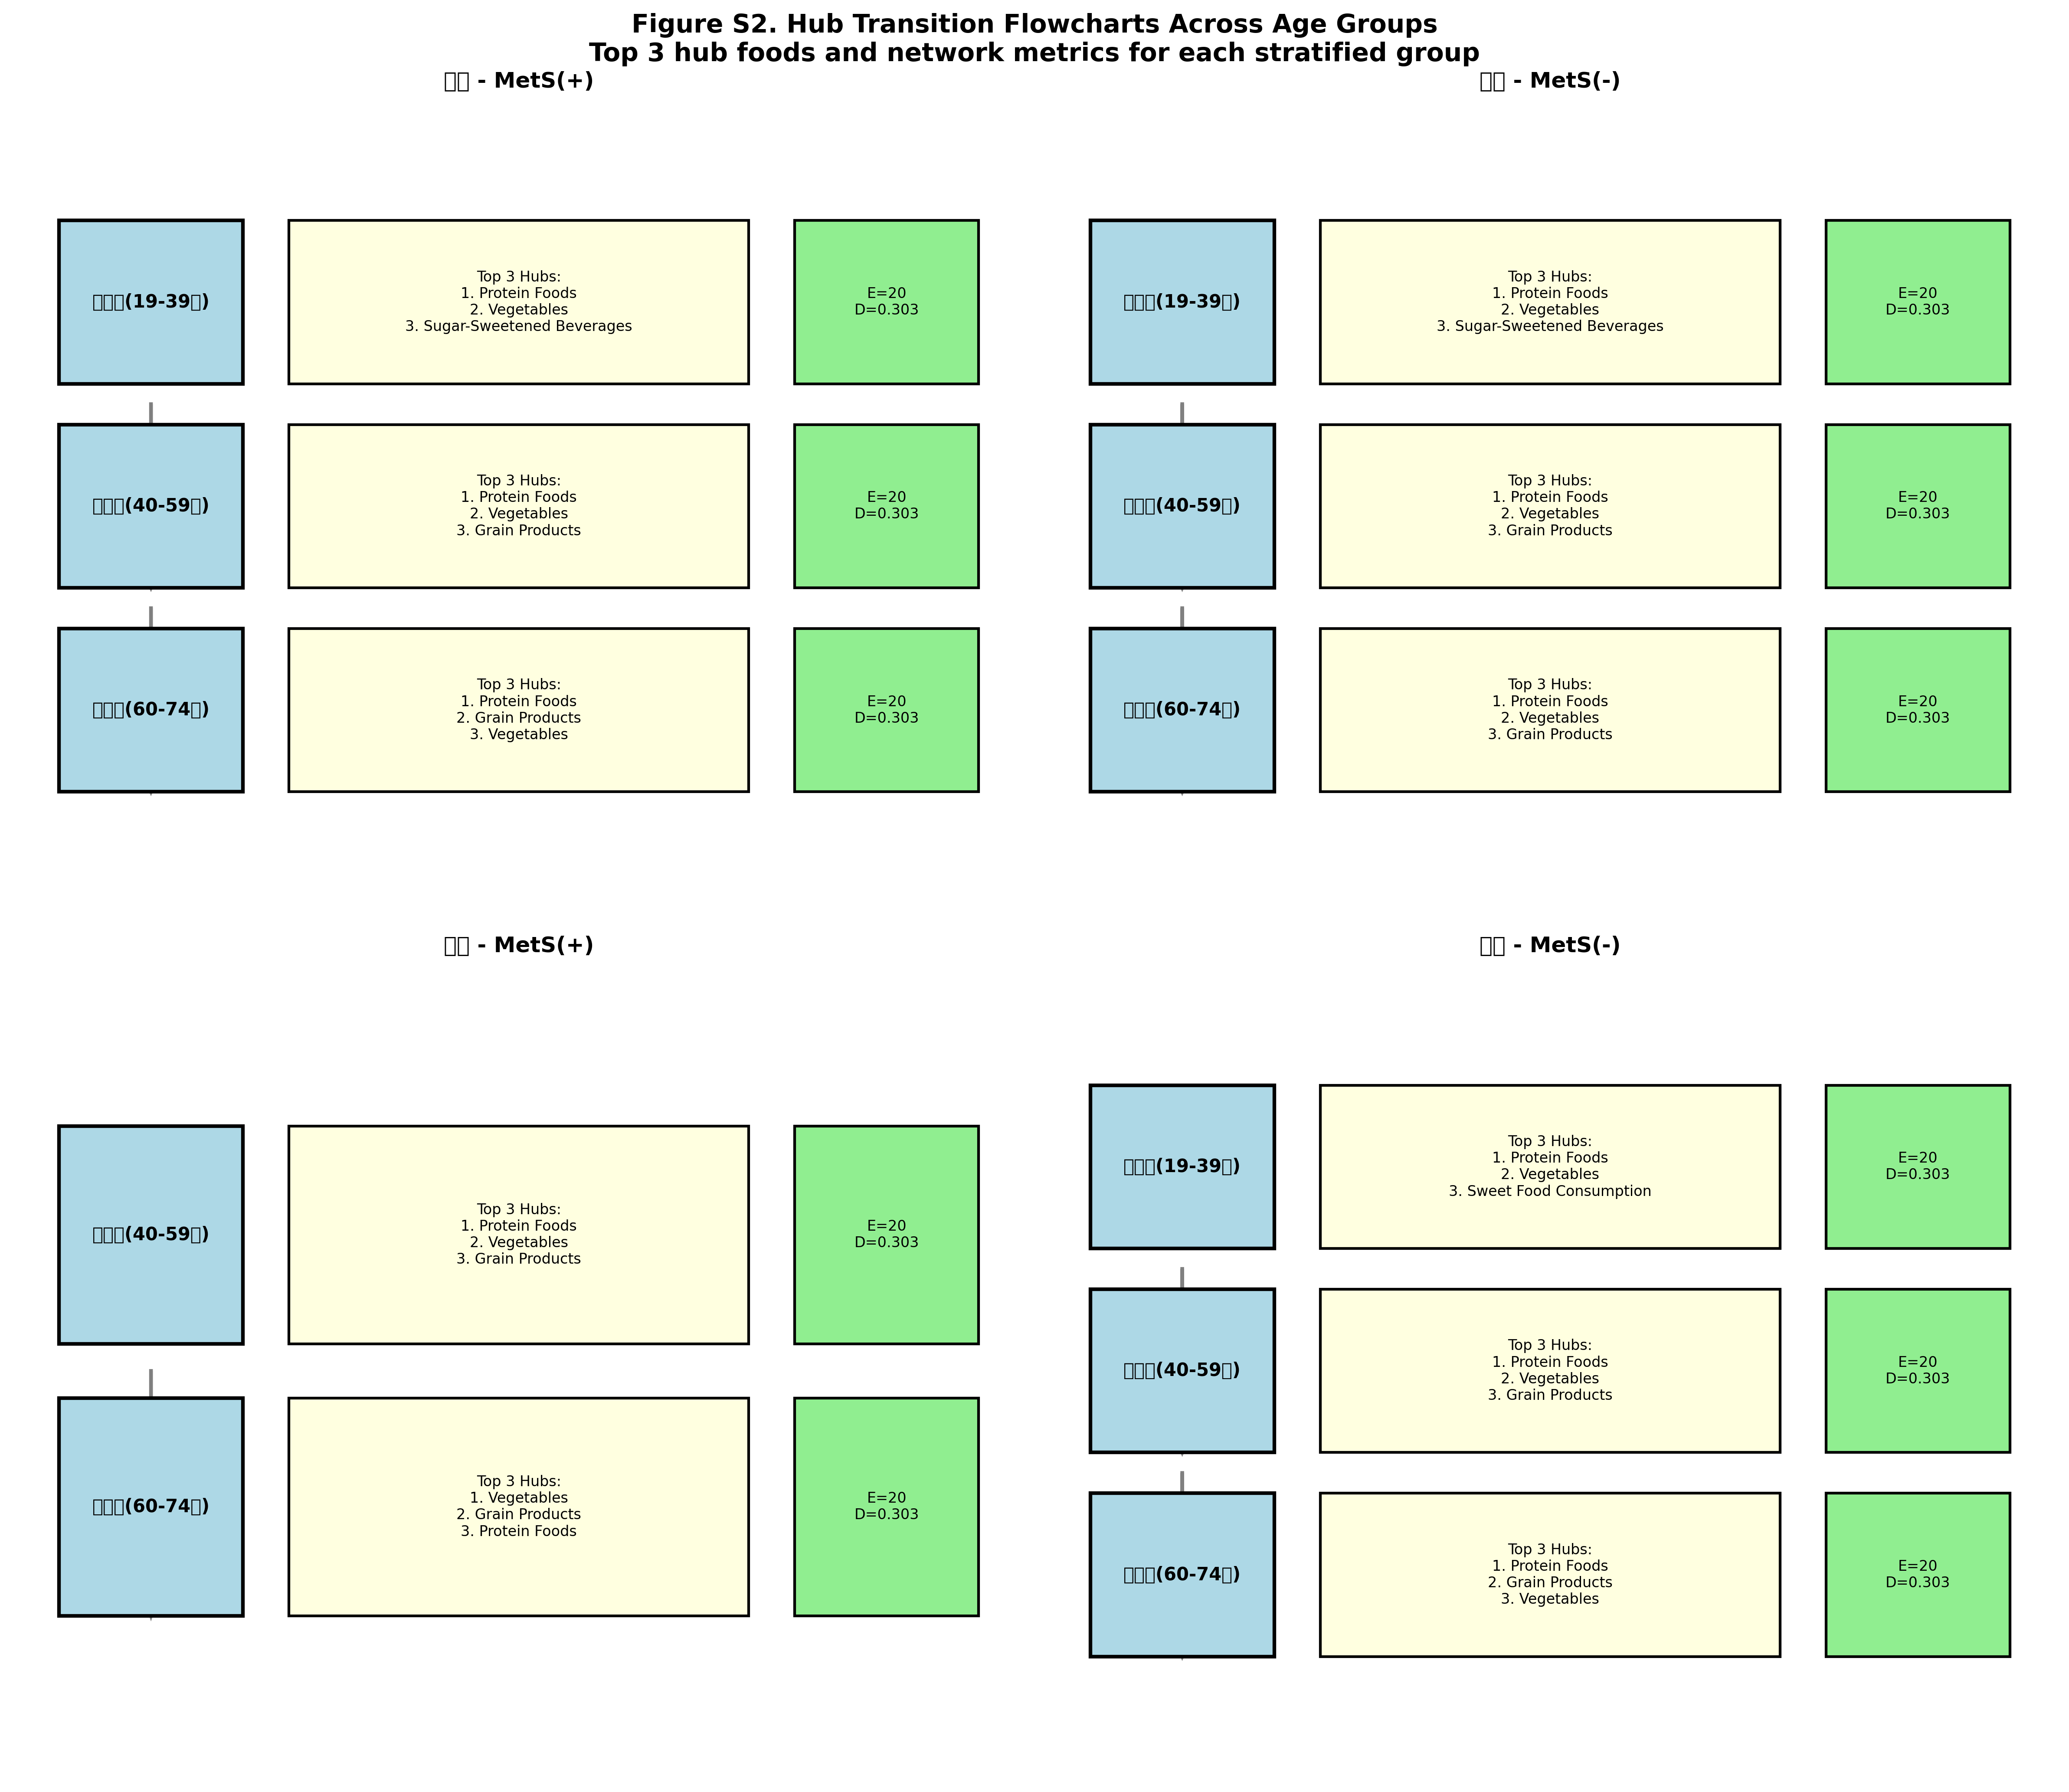 Figure S2. Hub Transition Flowcharts Across Age Groups
Top 3 hub foods and network metrics for each stratified group
- MetS(+)
(19-39)
Top 3 Hubs:
1. Protein Foods
2. Vegetables
3. Sugar-Sweetened Beverages
E=20
D=0.303
(40-59)
Top 3 Hubs:
1. Protein Foods
2. Vegetables
3. Grain Products
E=20
D=0.303
(60-74)
Top 3 Hubs:
1. Protein Foods
2. Grain Products
3. Vegetables
E=20
D=0.303
- MetS(-)
(19-39)
Top 3 Hubs:
1. Protein Foods
2. Vegetables
3. Sugar-Sweetened Beverages
E=20
D=0.303
(40-59)
Top 3 Hubs:
1. Protein Foods
2. Vegetables
3. Grain Products
E=20
D=0.303
(60-74)
Top 3 Hubs:
1. Protein Foods
2. Vegetables
3. Grain Products
E=20
D=0.303
- MetS(+)
(40-59)
Top 3 Hubs:
1. Protein Foods
2. Vegetables
3. Grain Products
E=20
D=0.303
(60-74)
Top 3 Hubs:
1. Vegetables
2. Grain Products
3. Protein Foods
E=20
D=0.303
- MetS(-)
(19-39)
Top 3 Hubs:
1. Protein Foods
2. Vegetables
3. Sweet Food Consumption
E=20
D=0.303
(40-59)
Top 3 Hubs:
1. Protein Foods
2. Vegetables
3. Grain Products
E=20
D=0.303
(60-74)
Top 3 Hubs:
1. Protein Foods
2. Grain Products
3. Vegetables
E=20
D=0.303